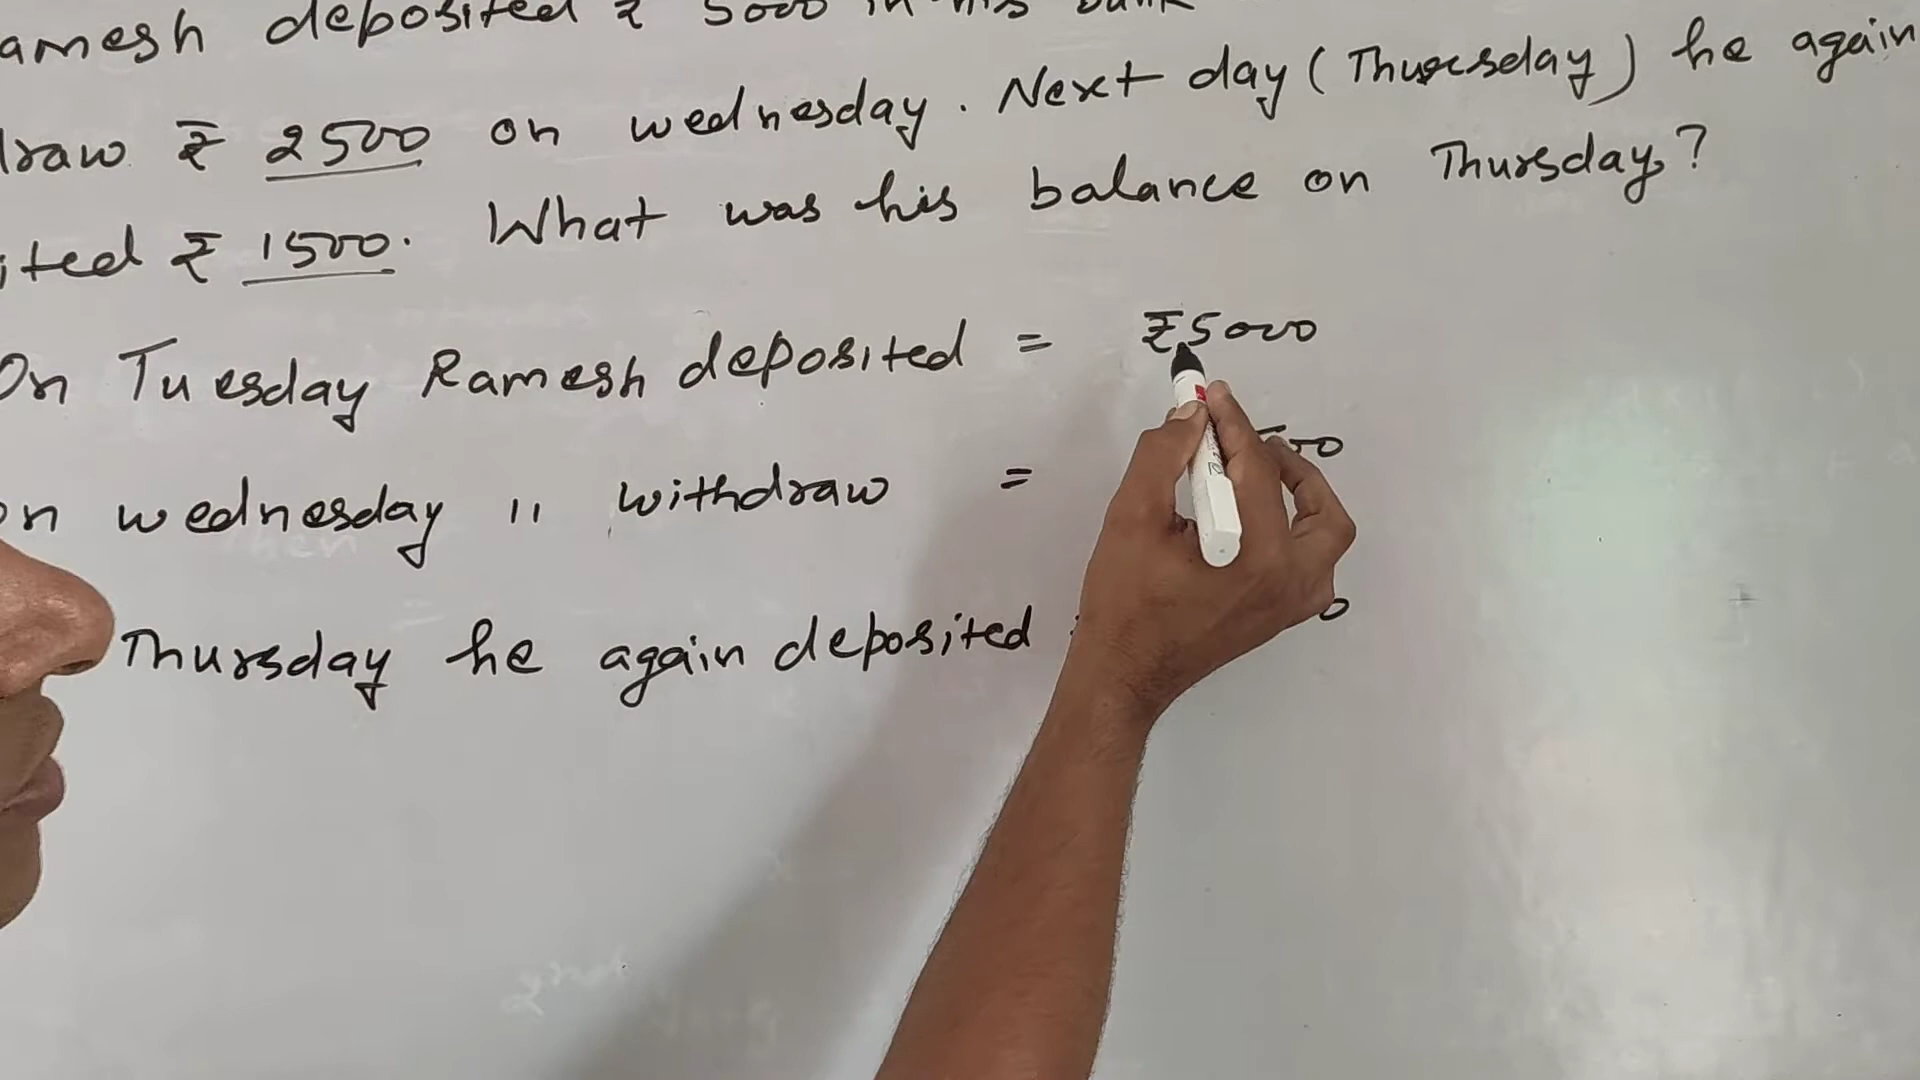 amesh deposited ₹ 5000 in his bank
draw ₹ 2500 on wednesday. Next day (Thursday) he again
ited ₹ 1500. What was his balance on Thursday?
On Tuesday Ramesh deposited = ₹5000
on wednesday 〃 withdraw =
Thursday he again deposited